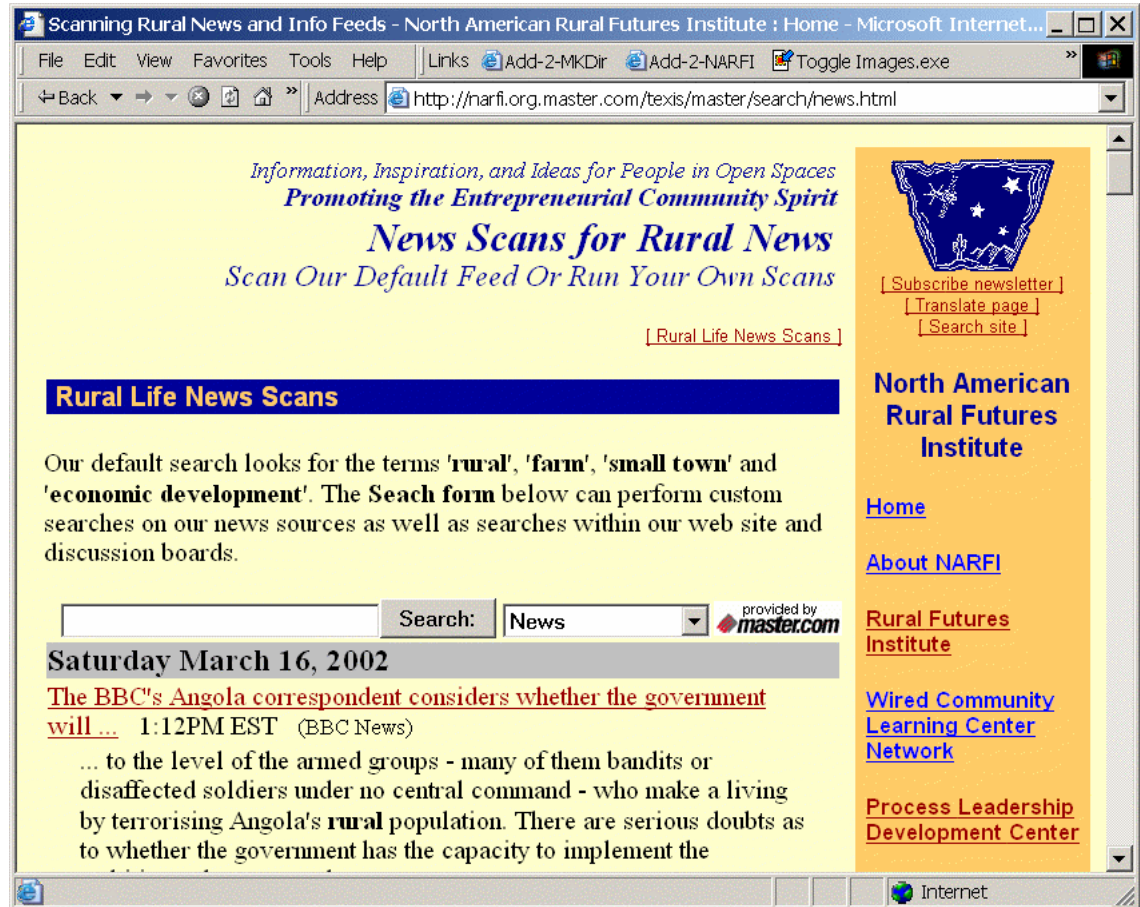 Scanning Rural News and Info Feeds - North American Rural Futures Institute : Home - Microsoft Internet...
File Edit View Favorites Tools Help Links Add-2-MKDir Add-2-NARFI Toggle Images.exe »
Back » Address http://narfi.org.master.com/texis/master/search/news.html
Information, Inspiration, and Ideas for People in Open Spaces
Promoting the Entrepreneurial Community Spirit
News Scans for Rural News
Scan Our Default Feed Or Run Your Own Scans
[ Rural Life News Scans ]
Rural Life News Scans
Our default search looks for the terms 'rural', 'farm', 'small town' and
'economic development'. The Seach form below can perform custom
searches on our news sources as well as searches within our web site and
discussion boards.
Search: News provided by
master.com
Saturday March 16, 2002
The BBC's Angola correspondent considers whether the government
will ... 1:12PM EST (BBC News)
... to the level of the armed groups - many of them bandits or
disaffected soldiers under no central command - who make a living
by terrorising Angola's rural population. There are serious doubts as
to whether the government has the capacity to implement the
[ Subscribe newsletter ]
[ Translate page ]
[ Search site ]
North American
Rural Futures
Institute
Home
About NARFI
Rural Futures
Institute
Wired Community
Learning Center
Network
Process Leadership
Development Center
Internet